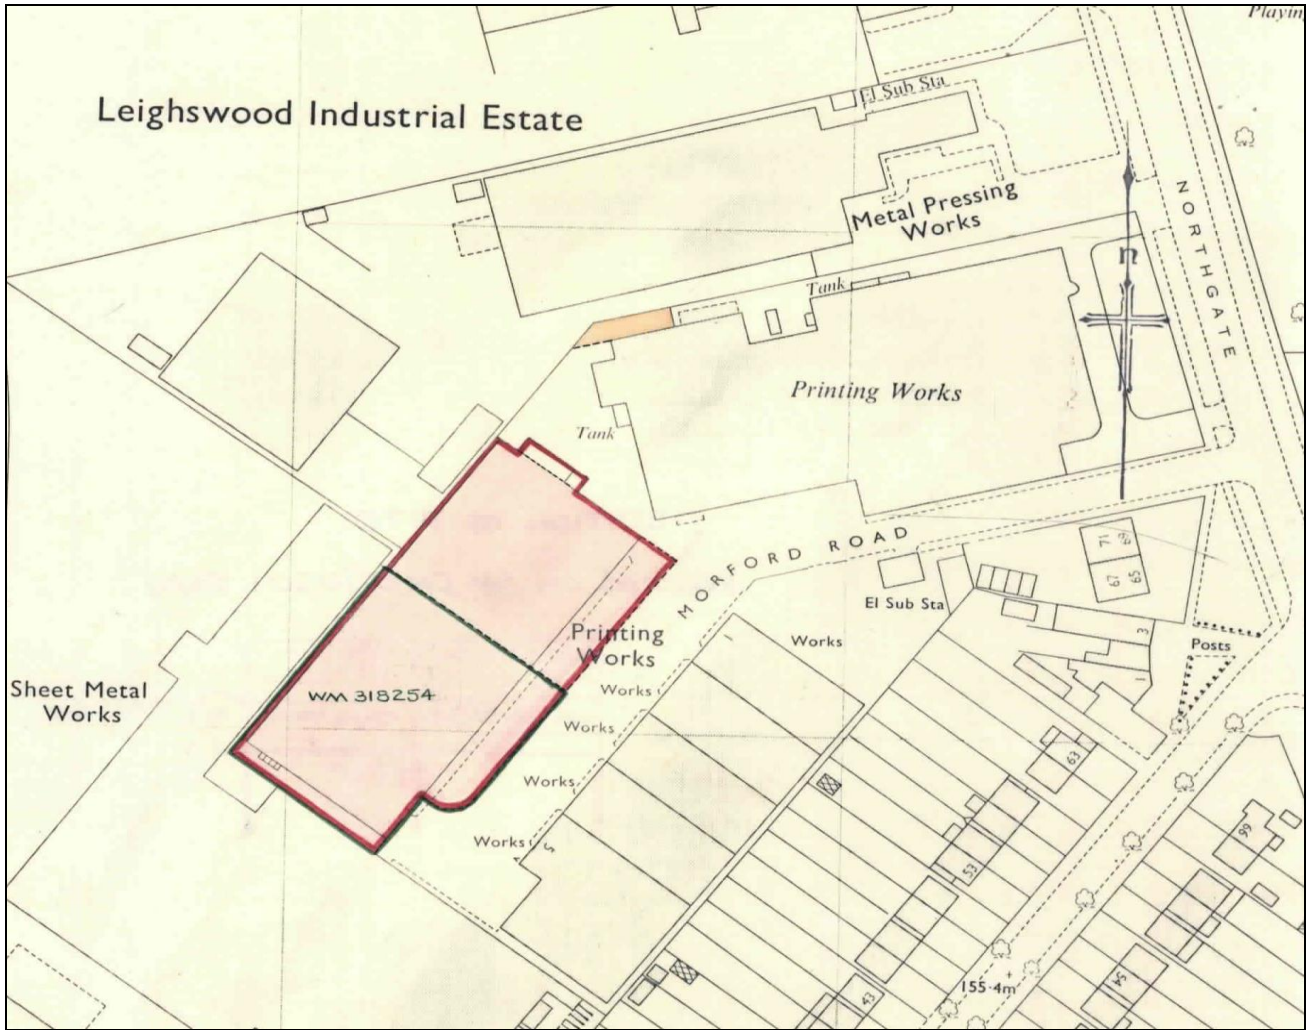 Playin
Leighswood Industrial Estate
El Sub Sta
Metal Pressing
Works
NORTHGATE
n
Tank
Printing Works
Tank
MORFORD ROAD
El Sub Sta
71
69
67
65
3
1
Posts
Printing
Works
1
Works
Works
Works
Works
Works
5
Sheet Metal
Works
WM 318254
63
53
43
66
54
155.4m